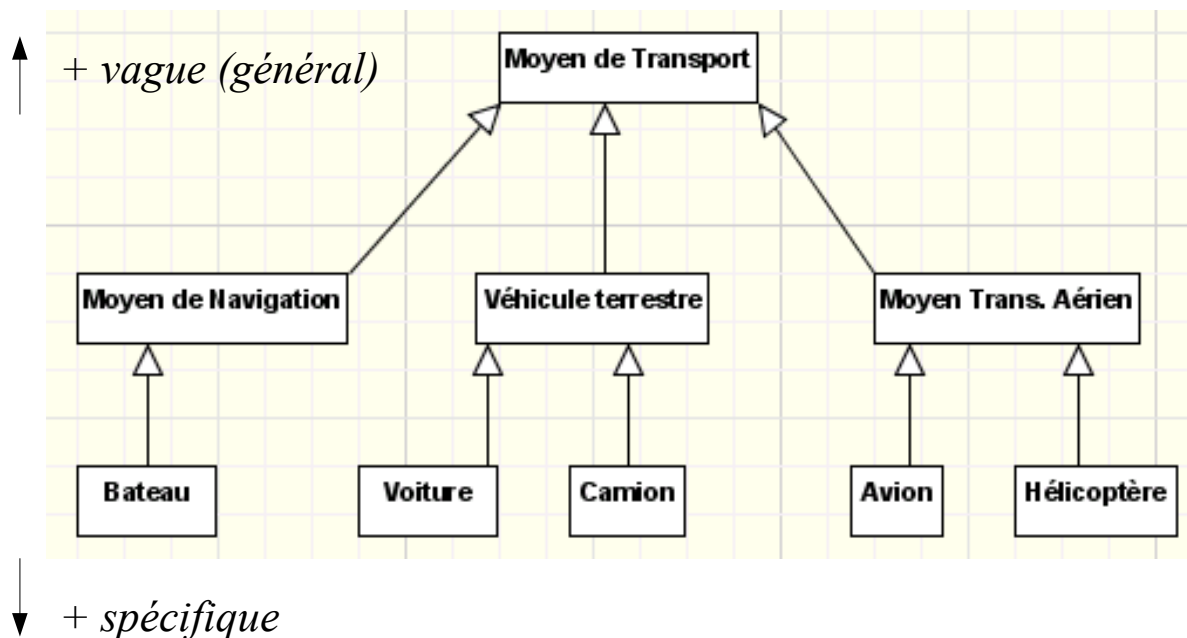 Moyen de Transport
+ vague (général)
Moyen de Navigation
Véhicule terrestre
Moyen Trans. Aérien
Bateau
Voiture
Camion
Avion
Hélicoptère
+ spécifique